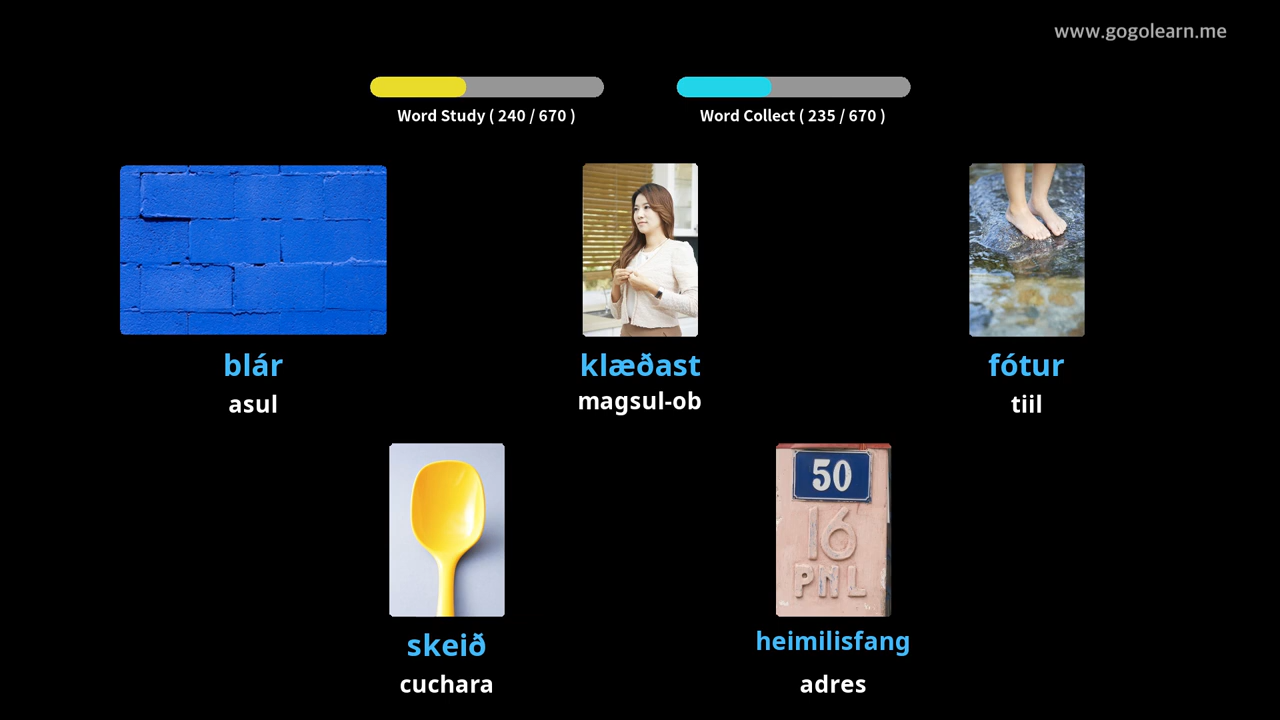 www.gogolearn.me
Word Study ( 240 / 670 )
Word Collect ( 235 / 670 )
blár
asul
klæðast
magsul-ob
fótur
tiil
50
16
PNL
skeið
cuchara
heimilisfang
adres